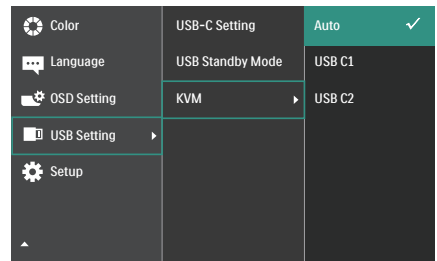 Color
Language
OSD Setting
USB Setting
Setup
USB-C Setting
USB Standby Mode
KVM
Auto
USB C1
USB C2